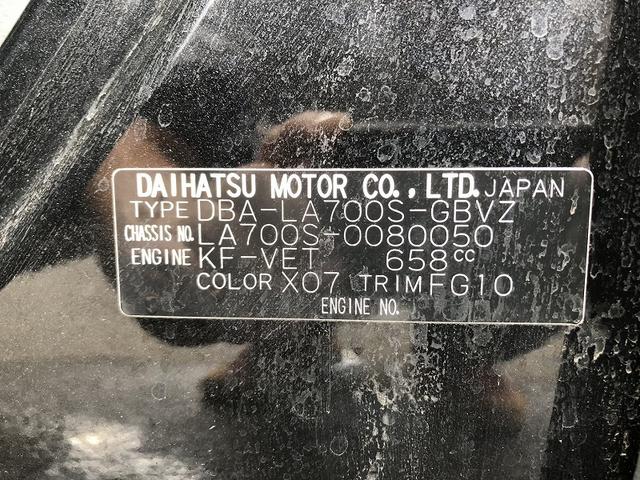 DAIHATSU MOTOR CO., LTD. JAPAN
TYPE DBA-LA700S-GBVZ
CHASSIS NO. LA700S-0080050
ENGINE KF-VET 658cc
COLOR X07 TRIM FG10
ENGINE NO.